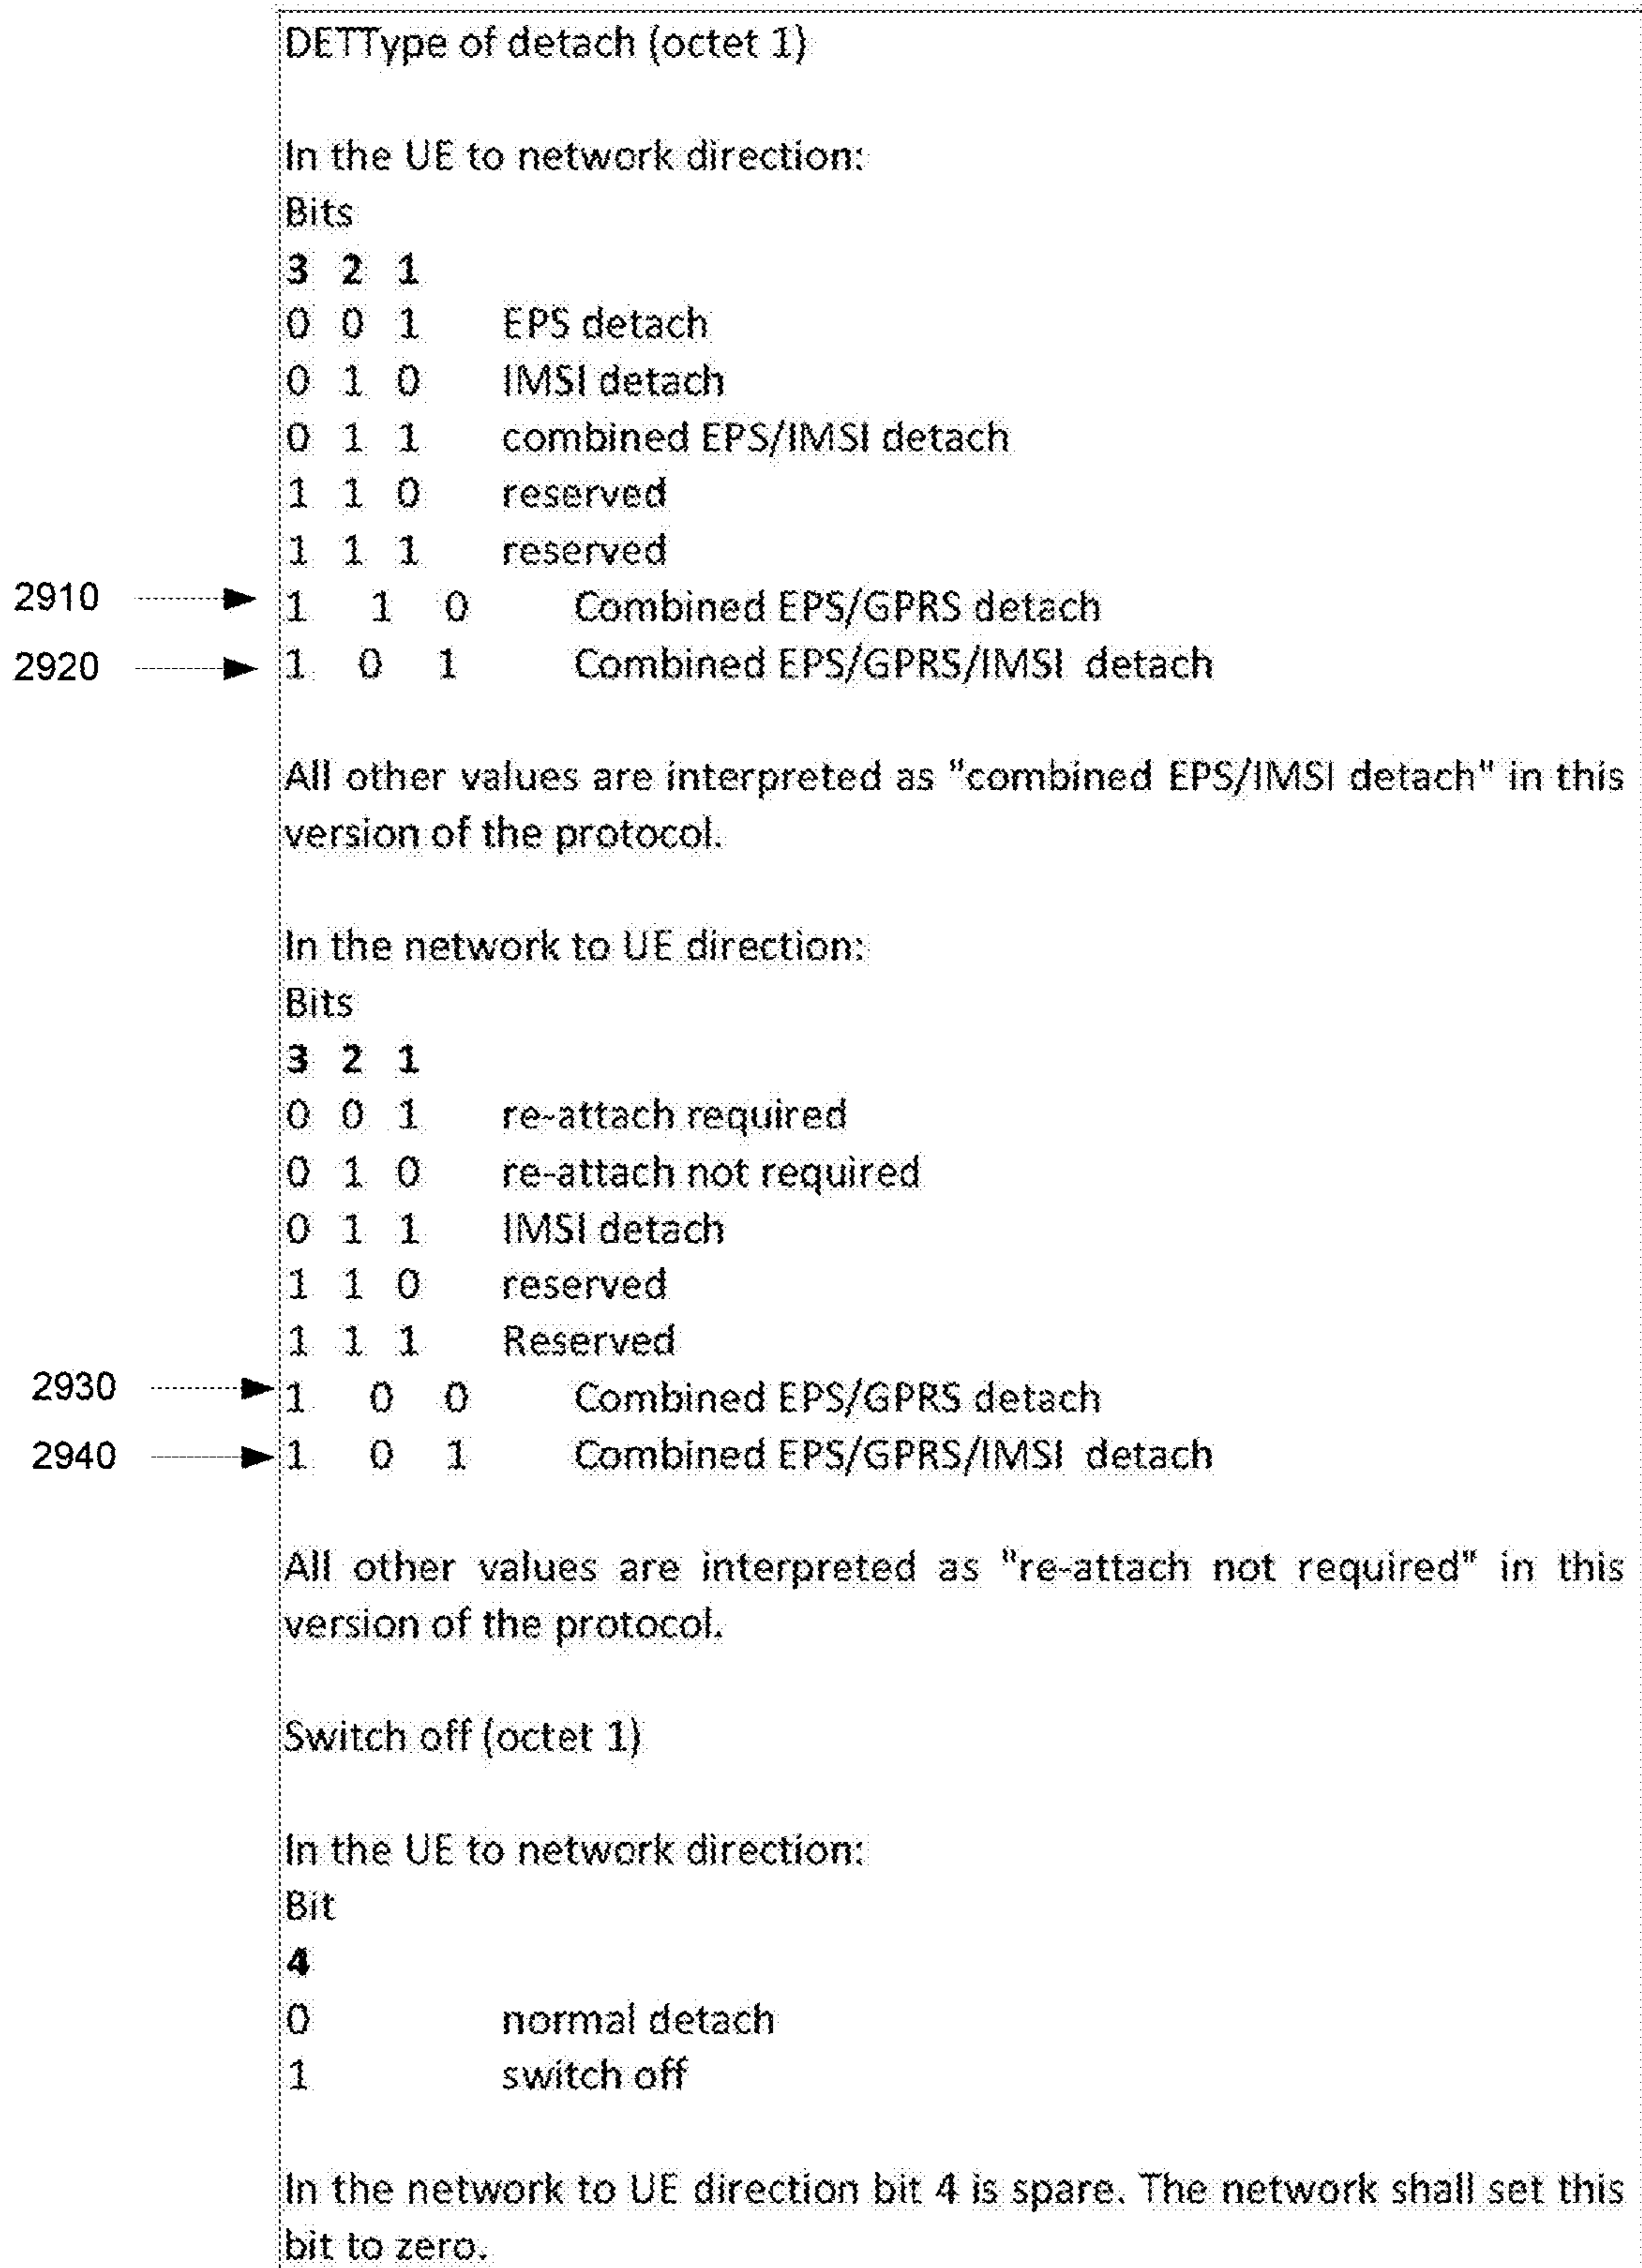 DETType of detach (octet 1)
In the UE to network direction:
Bits
3 2 1
0 0 1 EPS detach
0 1 0 IMSI detach
0 1 1 combined EPS/IMSI detach
1 1 0 reserved
1 1 1 reserved
2910 1 1 0 Combined EPS/GPRS detach
2920 1 0 1 Combined EPS/GPRS/IMSI detach
All other values are interpreted as "combined EPS/IMSI detach" in this
version of the protocol.
In the network to UE direction:
Bits
3 2 1
0 0 1 re-attach required
0 1 0 re-attach not required
0 1 1 IMSI detach
1 1 0 reserved
1 1 1 Reserved
2930 1 0 0 Combined EPS/GPRS detach
2940 1 0 1 Combined EPS/GPRS/IMSI detach
All other values are interpreted as "re-attach not required" in this
version of the protocol.
Switch off (octet 1)
In the UE to network direction:
Bit
4
0 normal detach
1 switch off
In the network to UE direction bit 4 is spare. The network shall set this
bit to zero.